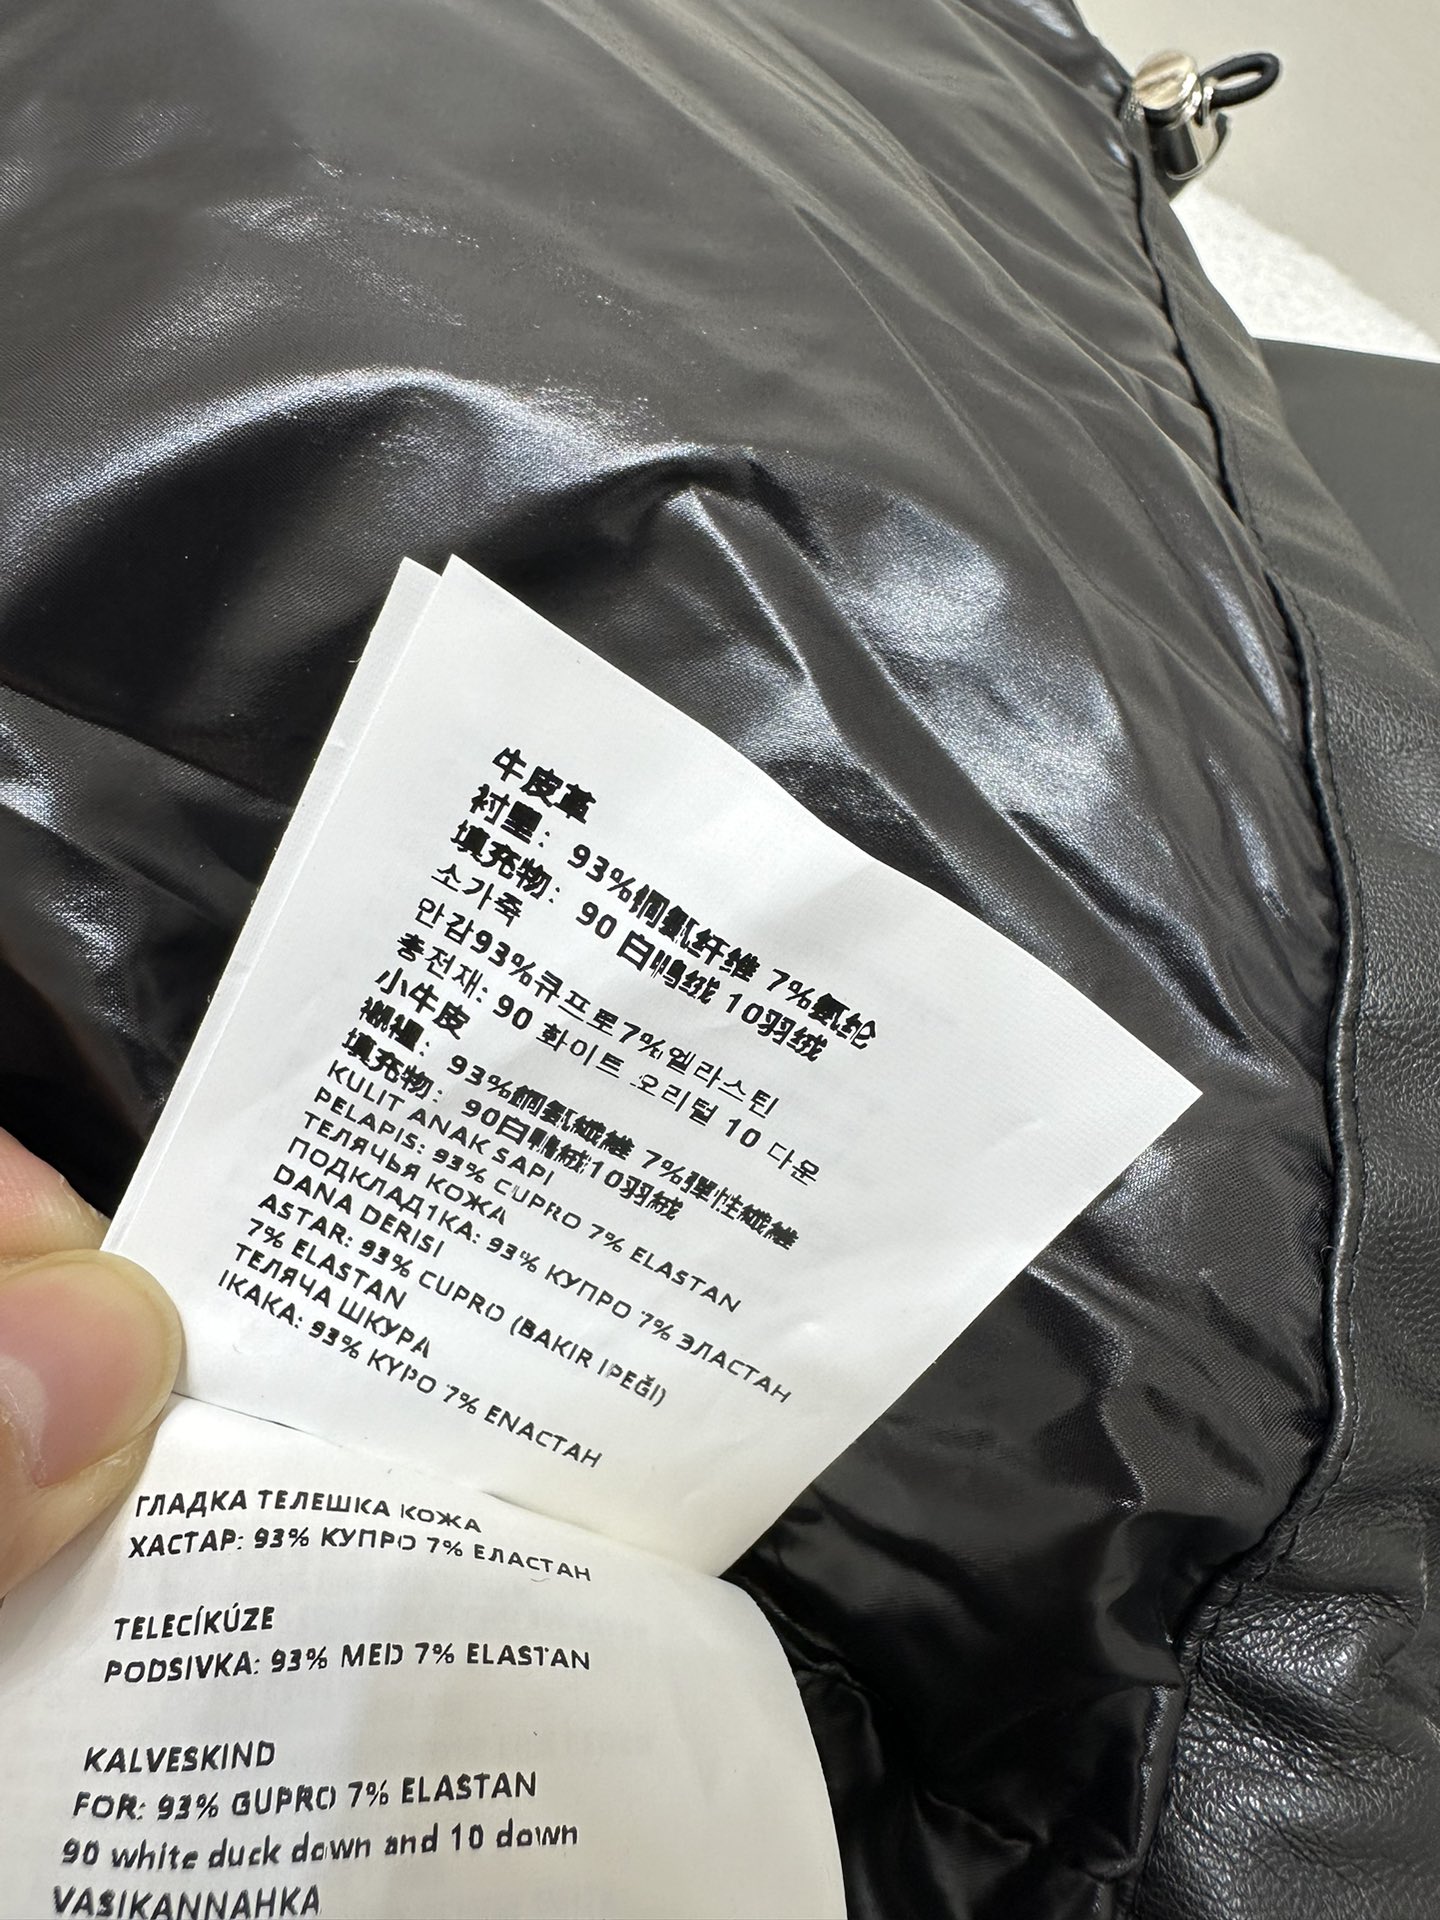 牛皮革
衬里: 93%铜氨纤维 7%氨纶
填充物: 90 白鸭绒 10羽绒
소가죽
안감93%큐프로7%엘라스틴
충전재: 90 화이트 오리털 10 다운
小牛皮
襯裡: 93%銅氨纖維 7%彈性纖維
填充物: 90白鴨絨10羽絨
KULIT ANAK SAPI
PELAPIS: 93% CUPRO 7% ELASTAN
ТЕЛЯЧЬЯ КОЖА
ПОДКЛАД1КА: 93% КУПРО 7% ЭЛАСТАН
DANA DERISI
ASTAR: 93% CUPRO (BAKIR IPEĞI)
7% ELASTAN
ТЕЛЯЧА ШКУРА
ІКАКА: 93% КУРО 7% ENACTAH
ГЛАДКА ТЕЛЕШКА КОЖА
ХАСТАР: 93% КУПРО 7% ЕЛАСТАН
TELECÍKÚZE
PODSIVKA: 93% MED 7% ELASTAN
KALVESKIND
FOR: 93% GUPRO 7% ELASTAN
90 white duck down and 10 down
VASIKANNAHKA